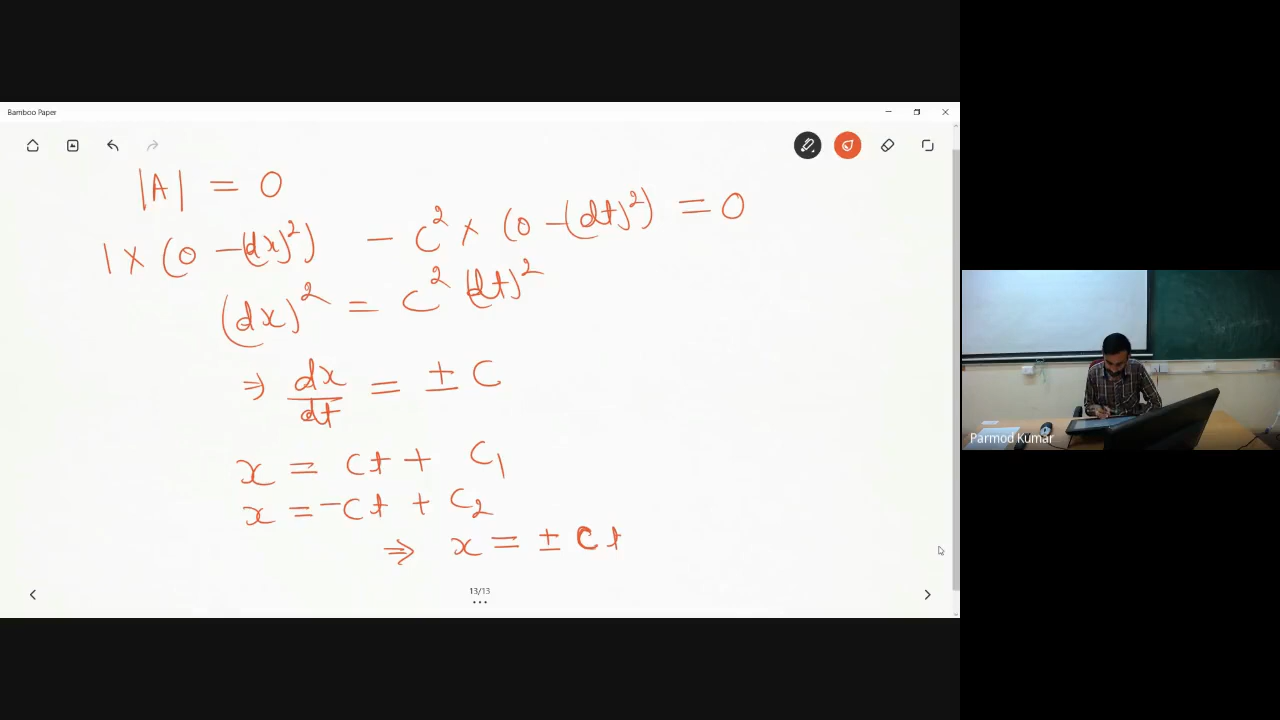 Bamboo Paper
|A| = 0
1 × (0 - (dx)²) - c² × (0 - (dt)²) = 0
(dx)² = c² (dt)²
⇒ dx/dt = ± c
x = ct + c₁
x = -ct + c₂
⇒ x = ± ct
13/13
Parmod Kumar